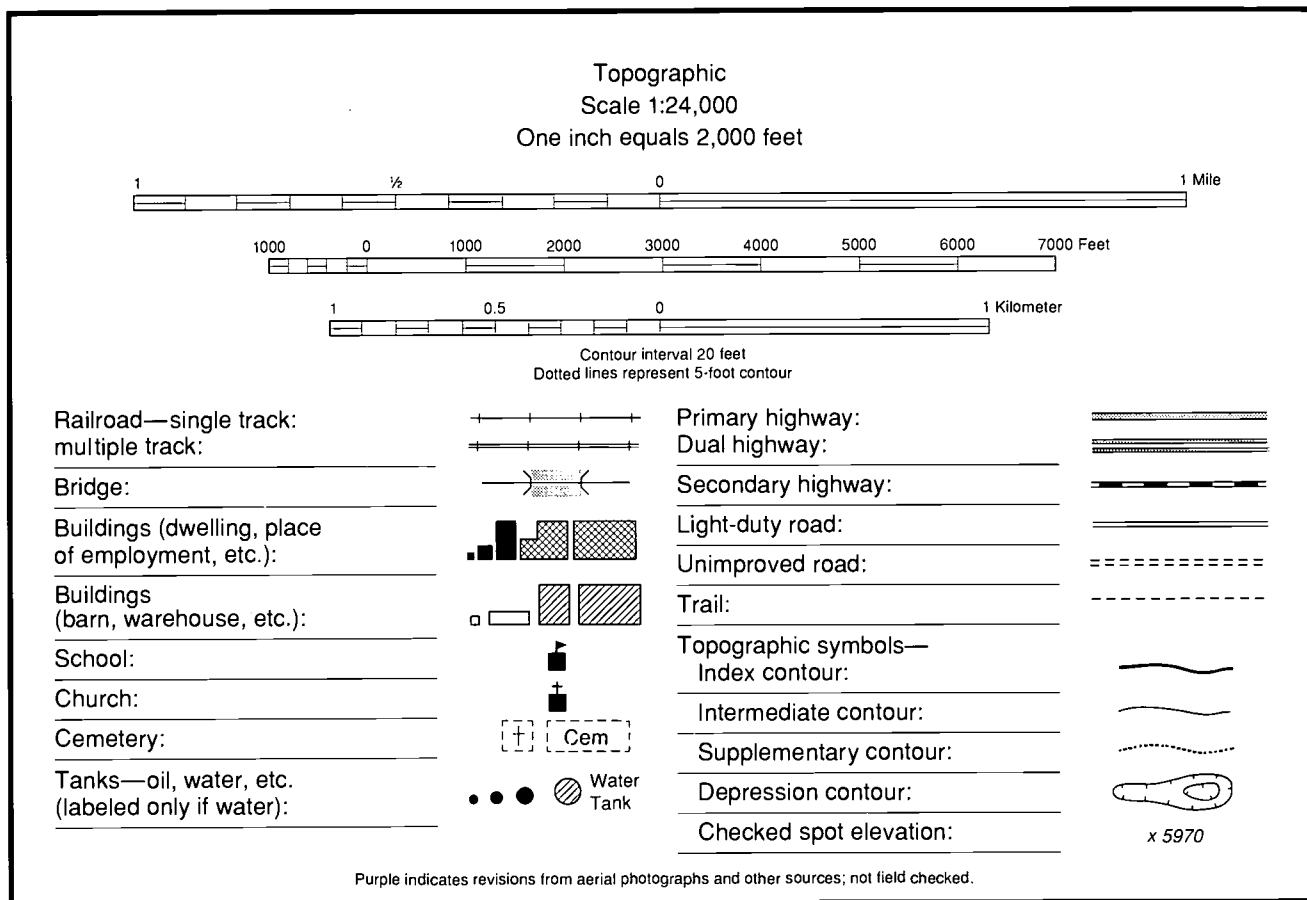 Topographic
Scale 1:24,000
One inch equals 2,000 feet
1 ½ 0 1 Mile
1000 0 1000 2000 3000 4000 5000 6000 7000 Feet
1 0.5 0 1 Kilometer
Contour interval 20 feet
Dotted lines represent 5-foot contour
Railroad—single track:
multiple track:
Bridge:
Buildings (dwelling, place
of employment, etc.):
Buildings
(barn, warehouse, etc.):
School:
Church:
Cemetery:
Cem
Tanks—oil, water, etc.
(labeled only if water):
Water
Tank
Primary highway:
Dual highway:
Secondary highway:
Light-duty road:
Unimproved road:
Trail:
Topographic symbols—
Index contour:
Intermediate contour:
Supplementary contour:
Depression contour:
Checked spot elevation:
x 5970
Purple indicates revisions from aerial photographs and other sources; not field checked.